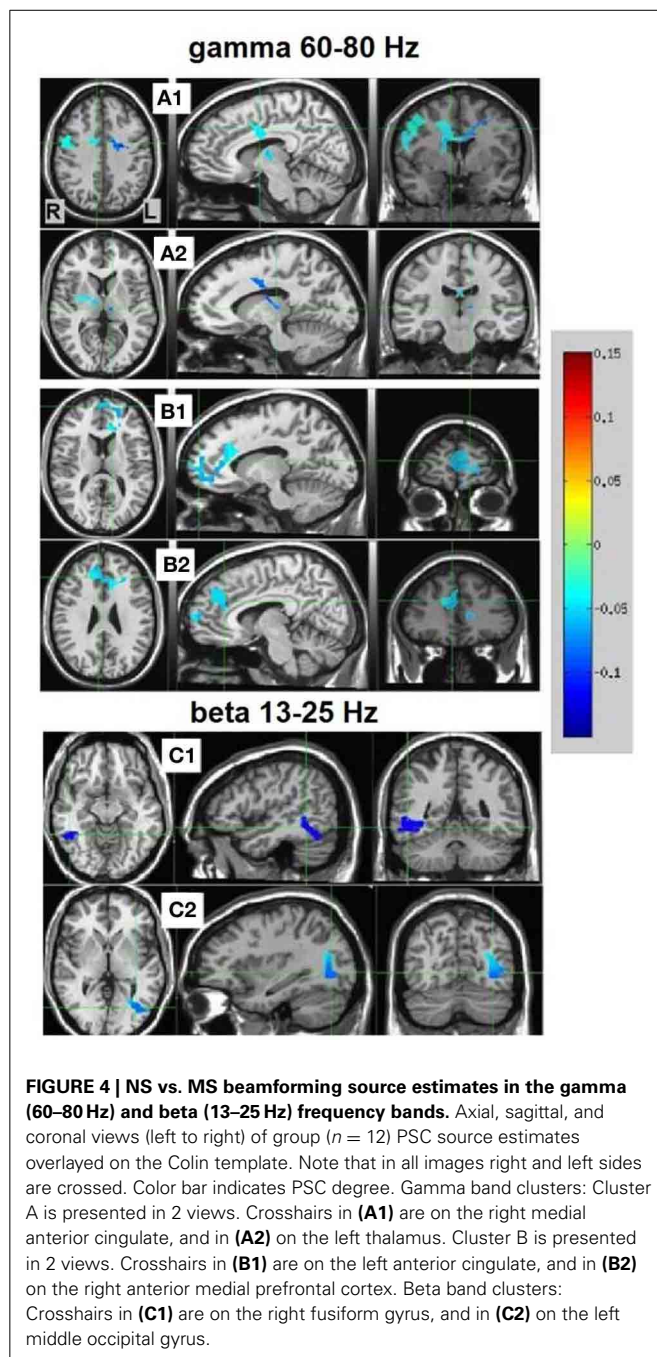 gamma 60-80 Hz
A1
R
L
A2
B1
B2
0.15
0.1
0.05
0
-0.05
-0.1
beta 13-25 Hz
C1
C2
FIGURE 4 | NS vs. MS beamforming source estimates in the gamma
(60–80 Hz) and beta (13–25 Hz) frequency bands. Axial, sagittal, and
coronal views (left to right) of group (n = 12) PSC source estimates
overlayed on the Colin template. Note that in all images right and left sides
are crossed. Color bar indicates PSC degree. Gamma band clusters: Cluster
A is presented in 2 views. Crosshairs in (A1) are on the right medial
anterior cingulate, and in (A2) on the left thalamus. Cluster B is presented
in 2 views. Crosshairs in (B1) are on the left anterior cingulate, and in (B2)
on the right anterior medial prefrontal cortex. Beta band clusters:
Crosshairs in (C1) are on the right fusiform gyrus, and in (C2) on the left
middle occipital gyrus.